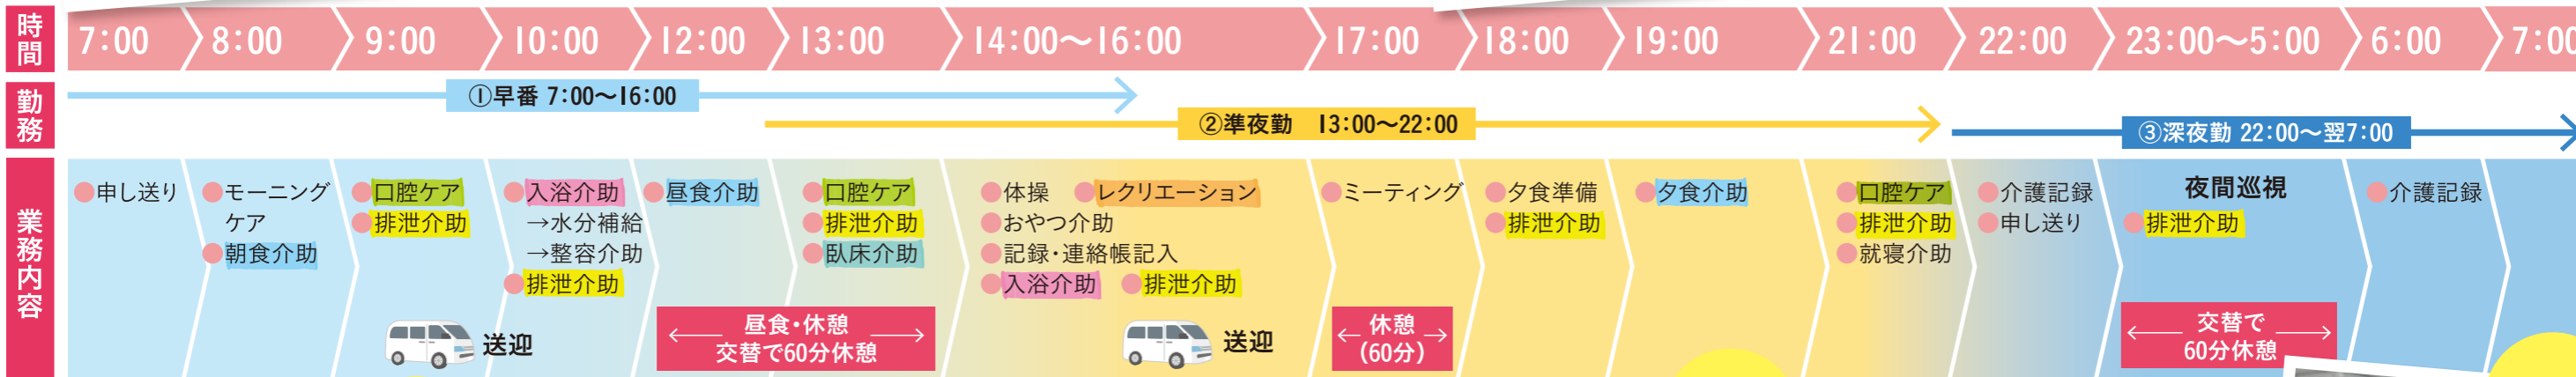 時間
7:00
8:00
9:00
10:00
12:00
13:00
14:00〜16:00
17:00
18:00
19:00
21:00
22:00
23:00〜5:00
6:00
7:00
勤務
①早番 7:00〜16:00
②準夜勤 13:00〜22:00
③深夜勤 22:00〜翌7:00
業務内容
●申し送り
●モーニング
ケア
●朝食介助
●口腔ケア
●排泄介助
送迎
●入浴介助
→水分補給
→整容介助
●排泄介助
●昼食介助
昼食・休憩
交替で60分休憩
●口腔ケア
●排泄介助
●臥床介助
●体操 ●レクリエーション
●おやつ介助
●記録・連絡帳記入
●入浴介助 ●排泄介助
送迎
●ミーティング
休憩
(60分)
●夕食準備
●排泄介助
●夕食介助
●口腔ケア
●排泄介助
●就寝介助
●介護記録
●申し送り
夜間巡視
●排泄介助
交替で
60分休憩
●介護記録